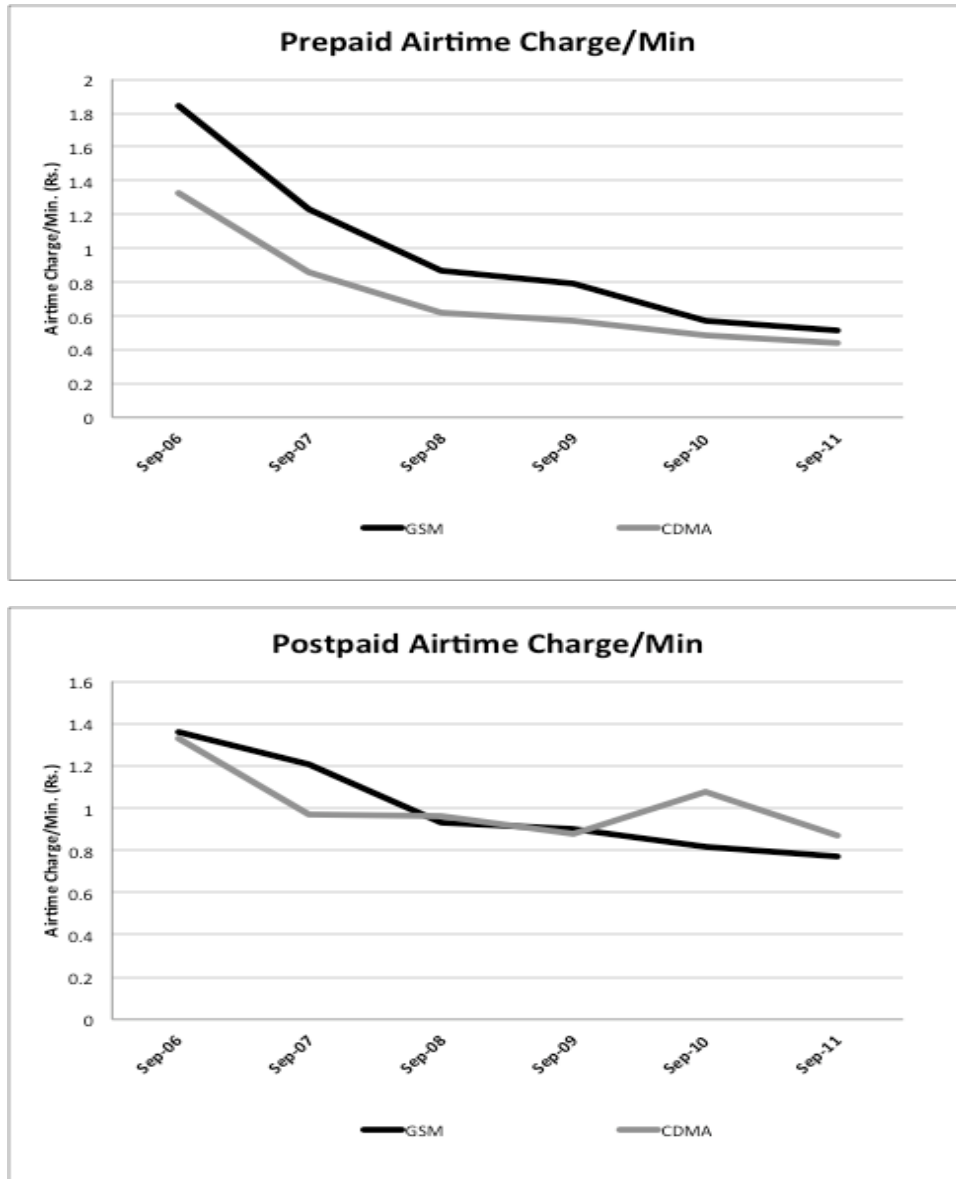 Prepaid Airtime Charge/Min
Airtime Charge/Min. (Rs.)
2
1.8
1.6
1.4
1.2
1
0.8
0.6
0.4
0.2
0
Sep-06 Sep-07 Sep-08 Sep-09 Sep-10 Sep-11
GSM CDMA
Postpaid Airtime Charge/Min
Airtime Charge/Min. (Rs.)
1.6
1.4
1.2
1
0.8
0.6
0.4
0.2
0
Sep-06 Sep-07 Sep-08 Sep-09 Sep-10 Sep-11
GSM CDMA